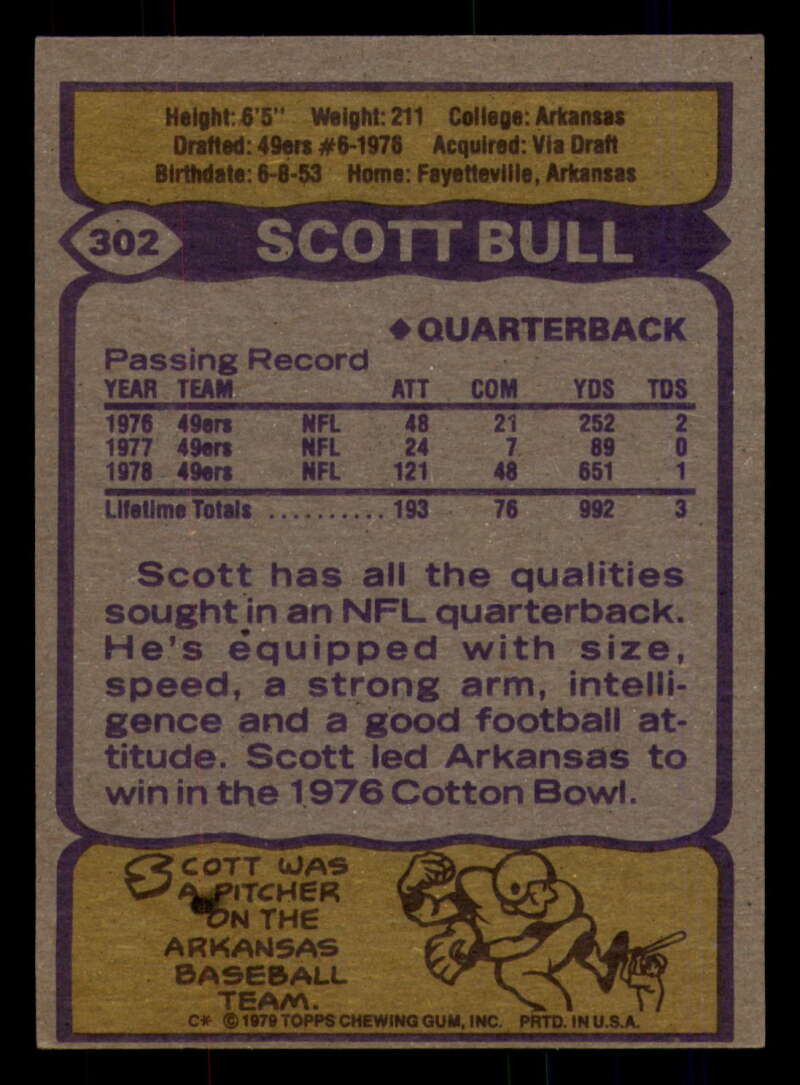 Height: 6'5" Weight: 211 College: Arkansas
Drafted: 49ers #6-1976 Acquired: Via Draft
Birthdate: 6-8-53 Home: Fayetteville, Arkansas
302 SCOTT BULL
◆ QUARTERBACK
Passing Record
YEAR TEAM ATT COM YDS TDS
1976 49ers NFL 48 21 252 2
1977 49ers NFL 24 7 89 0
1978 49ers NFL 121 48 651 1
Lifetime Totals .......... 193 76 992 3
Scott has all the qualities
sought in an NFL quarterback.
He's equipped with size,
speed, a strong arm, intelli-
gence and a good football at-
titude. Scott led Arkansas to
win in the 1976 Cotton Bowl.
SCOTT WAS
A PITCHER
ON THE
ARKANSAS
BASEBALL
TEAM.
C* © 1979 TOPPS CHEWING GUM, INC. PRTD. IN U.S.A.